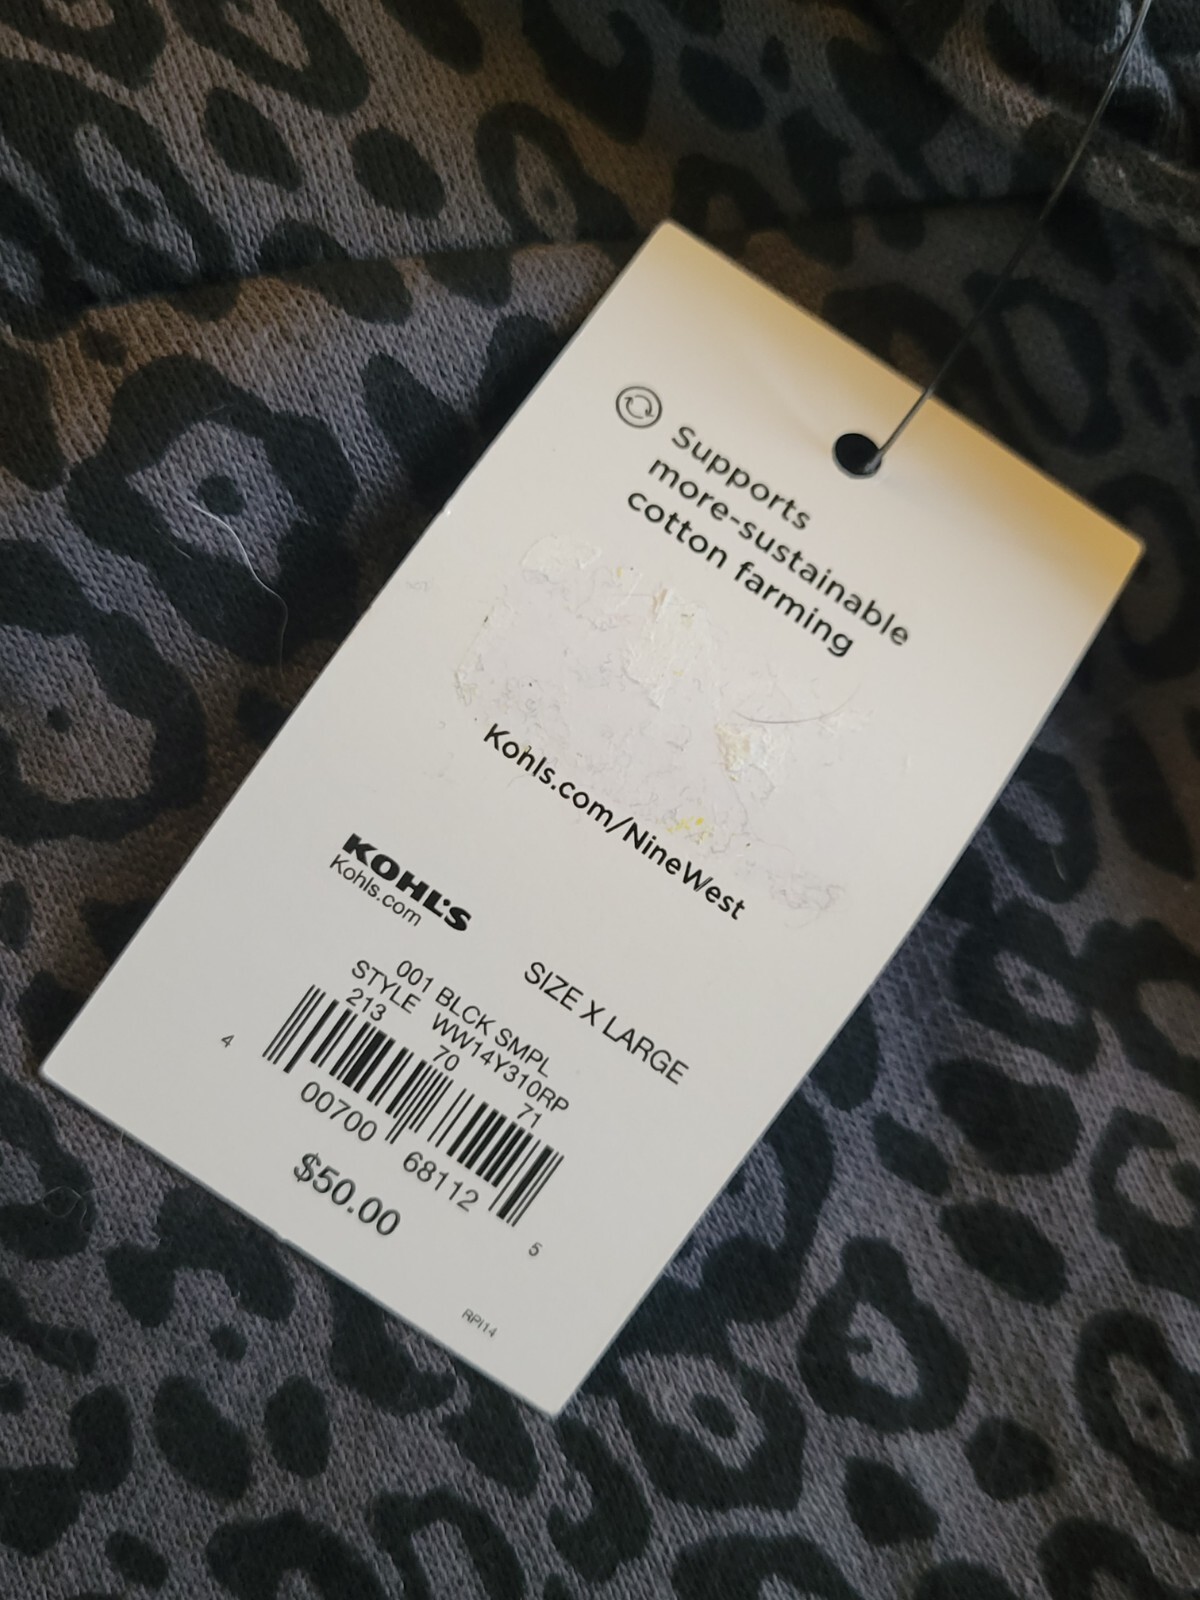 Supports
more-sustainable
cotton farming
Kohls.com/NineWest
KOHL'S
Kohls.com
SIZE X LARGE
001 BLCK SMPL
STYLE WW14Y310RP
213 70 71
4 00700 68112 5
$50.00
RPI14